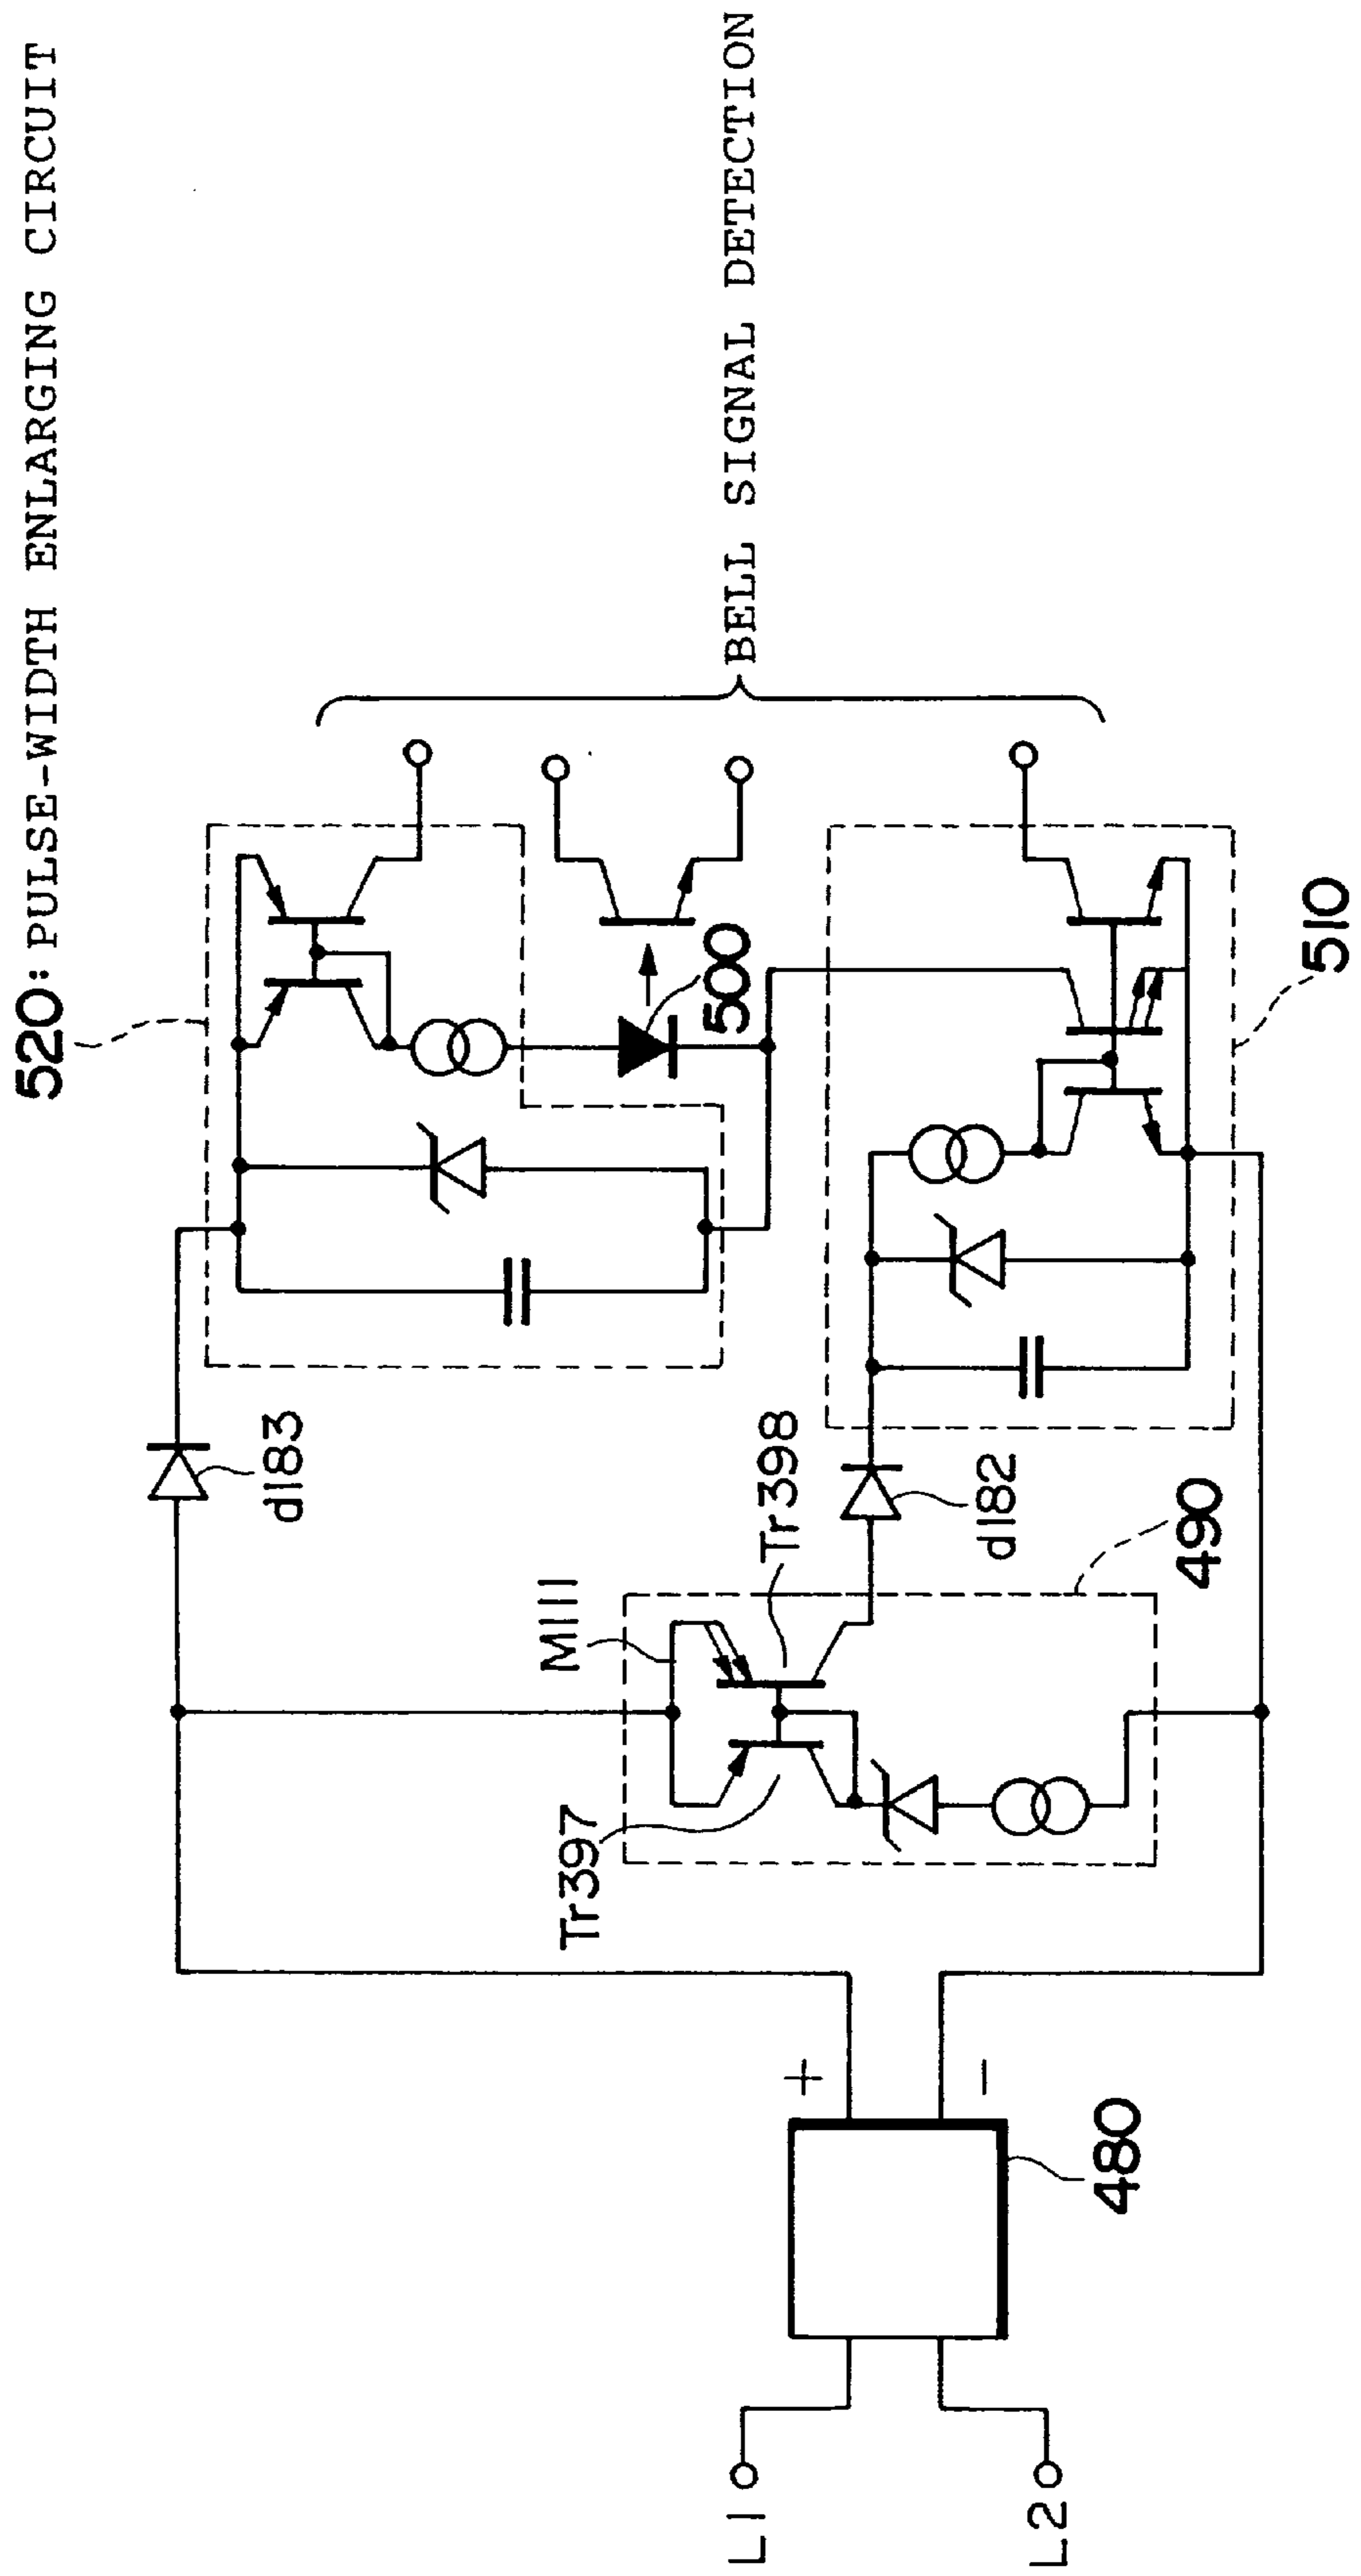 520: PULSE-WIDTH ENLARGING CIRCUIT
BELL SIGNAL DETECTION
500
510
d183
Tr398
d182
M111
490
Tr397
+
−
480
L1
L2